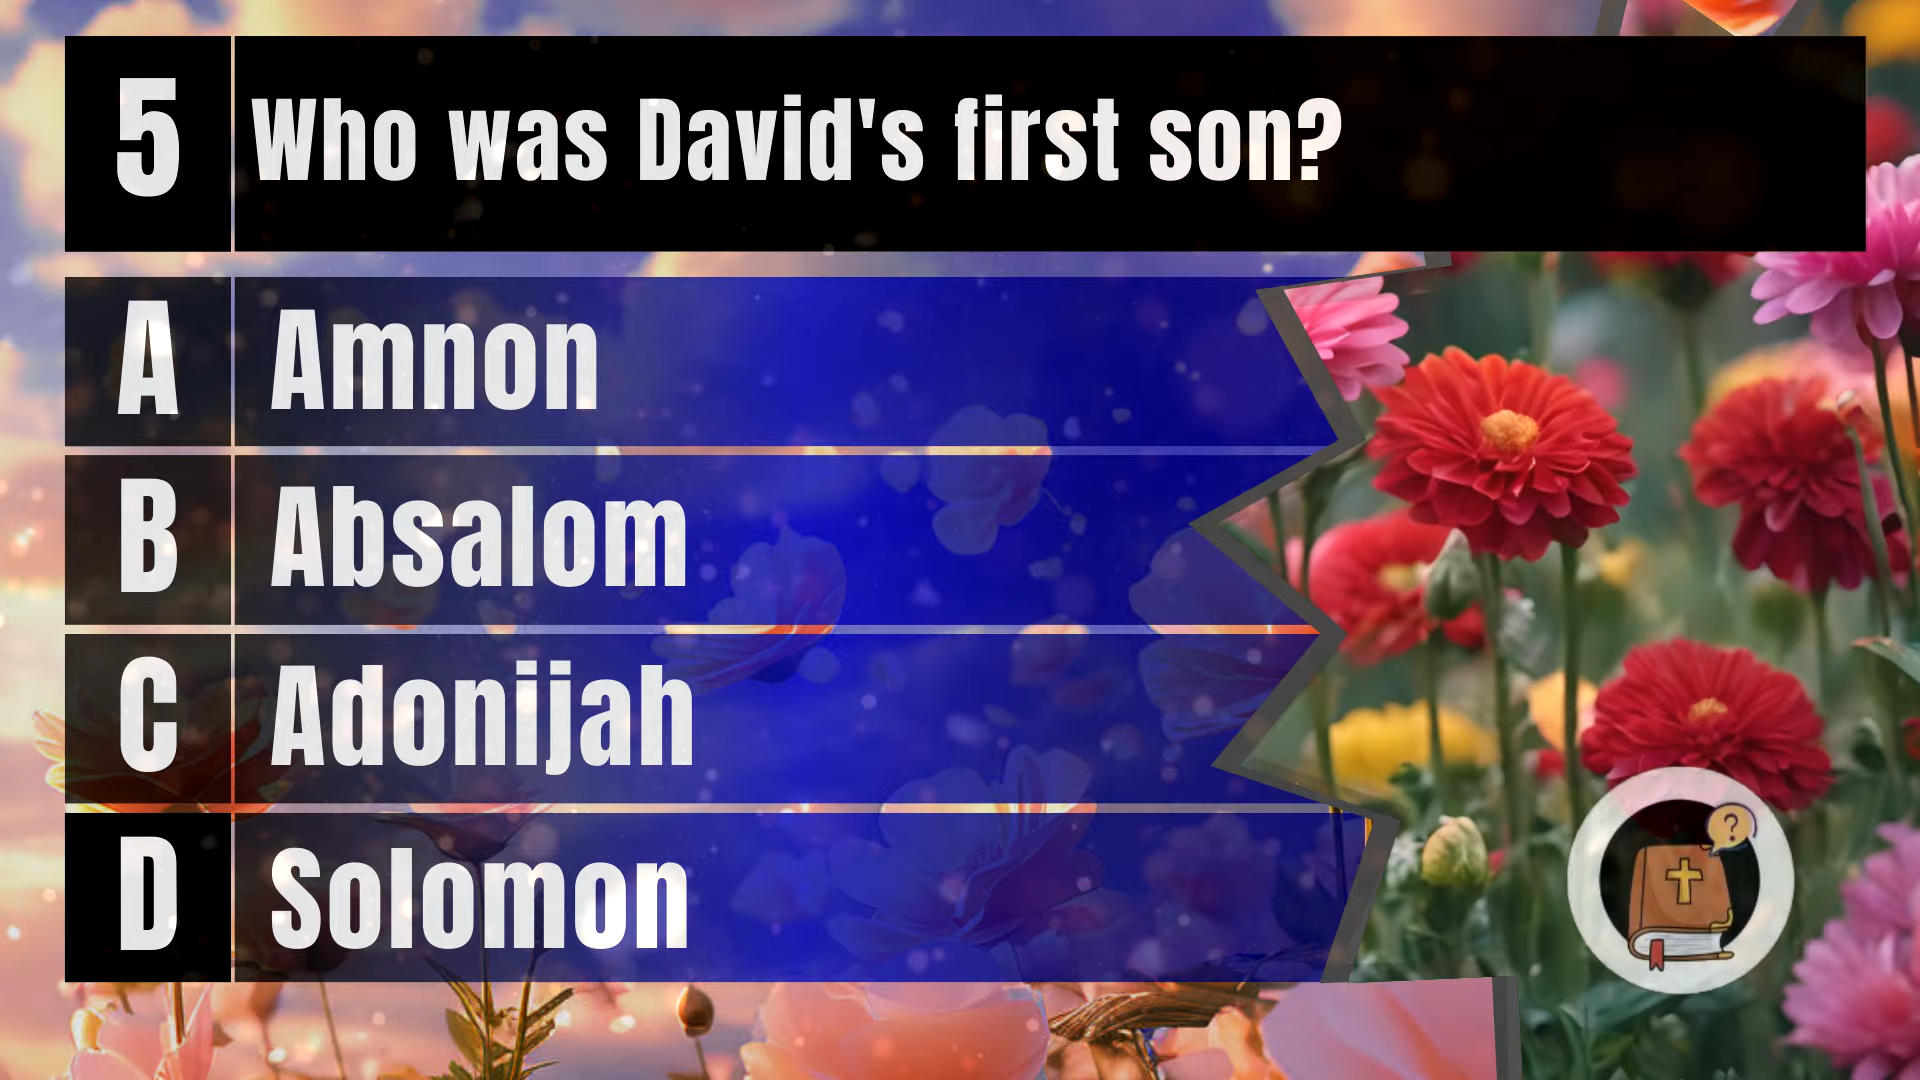 5 Who was David's first son?
A Amnon
B Absalom
C Adonijah
D Solomon
?